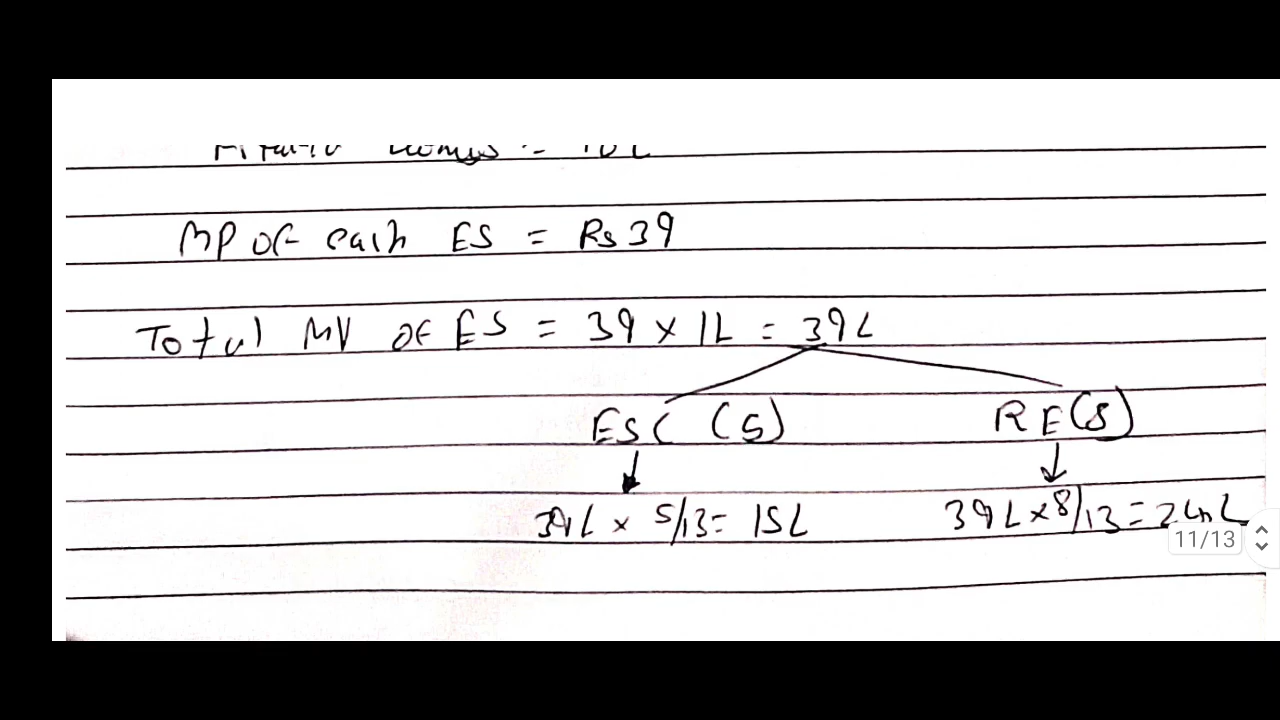 MP OF each ES = Rs 39
Total MV OF ES = 39 x 1L = 39L
ESC (5) RE(8)
39L x 5/13 = 15L 39L x 8/13 = 24L
11/13